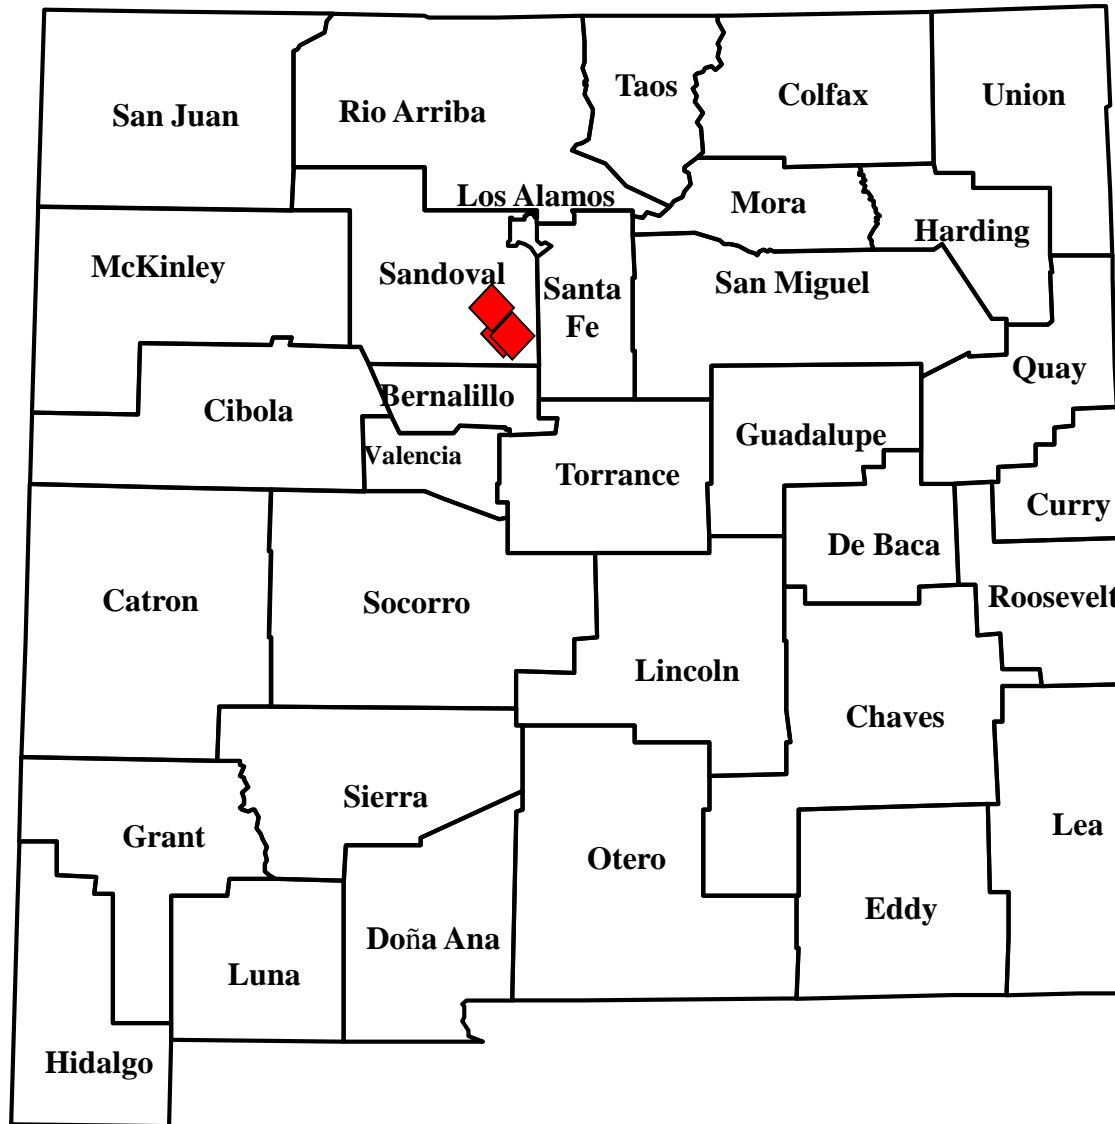 Taos
Colfax
Union
San Juan
Rio Arriba
Los Alamos
Mora
Harding
McKinley
Sandoval
Santa
Fe
San Miguel
Quay
Bernalillo
Cibola
Guadalupe
Valencia
Torrance
Curry
De Baca
Catron
Socorro
Roosevelt
Lincoln
Chaves
Sierra
Grant
Lea
Otero
Eddy
Doña Ana
Luna
Hidalgo